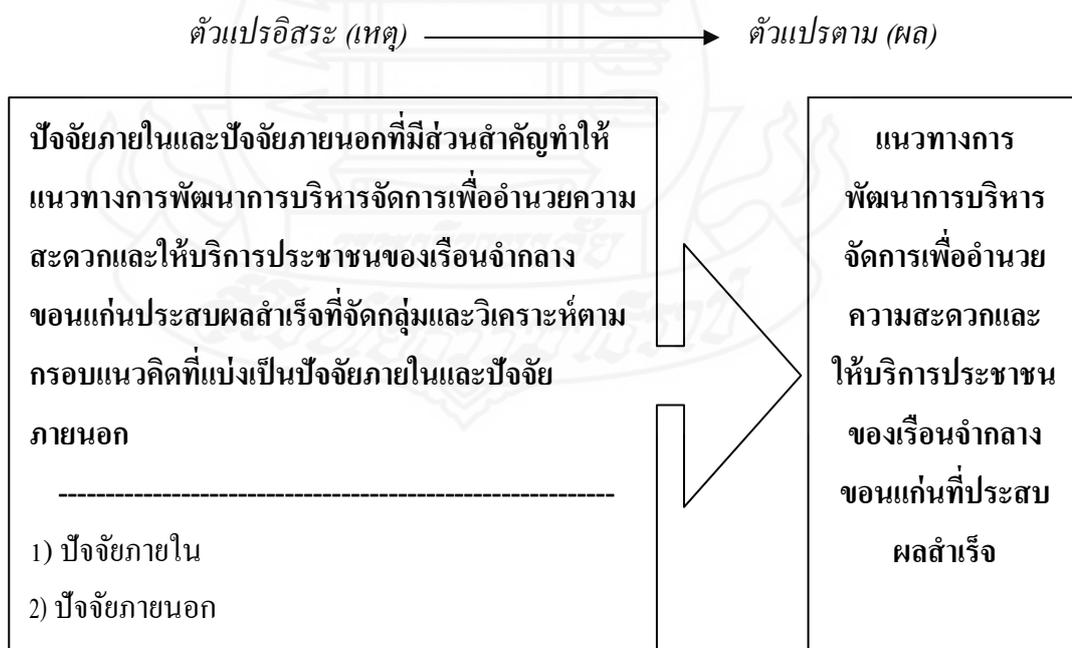 ตัวแปรอิสระ (เหตุ) ตัวแปรตาม (ผล)
ปัจจัยภายในและปัจจัยภายนอกที่มีส่วนสำคัญทำให้
แนวทางการพัฒนาการบริหารจัดการเพื่ออำนวยความ
สะดวกและให้บริการประชาชนของเรือนจำกลาง
ขอนแก่นประสบผลสำเร็จที่จัดกลุ่มและวิเคราะห์ตาม
กรอบแนวคิดที่แบ่งเป็นปัจจัยภายในและปัจจัย
ภายนอก
-----------------------------------------------------------
1) ปัจจัยภายใน
2) ปัจจัยภายนอก
แนวทางการ
พัฒนาการบริหาร
จัดการเพื่ออำนวย
ความสะดวกและ
ให้บริการประชาชน
ของเรือนจำกลาง
ขอนแก่นที่ประสบ
ผลสำเร็จ